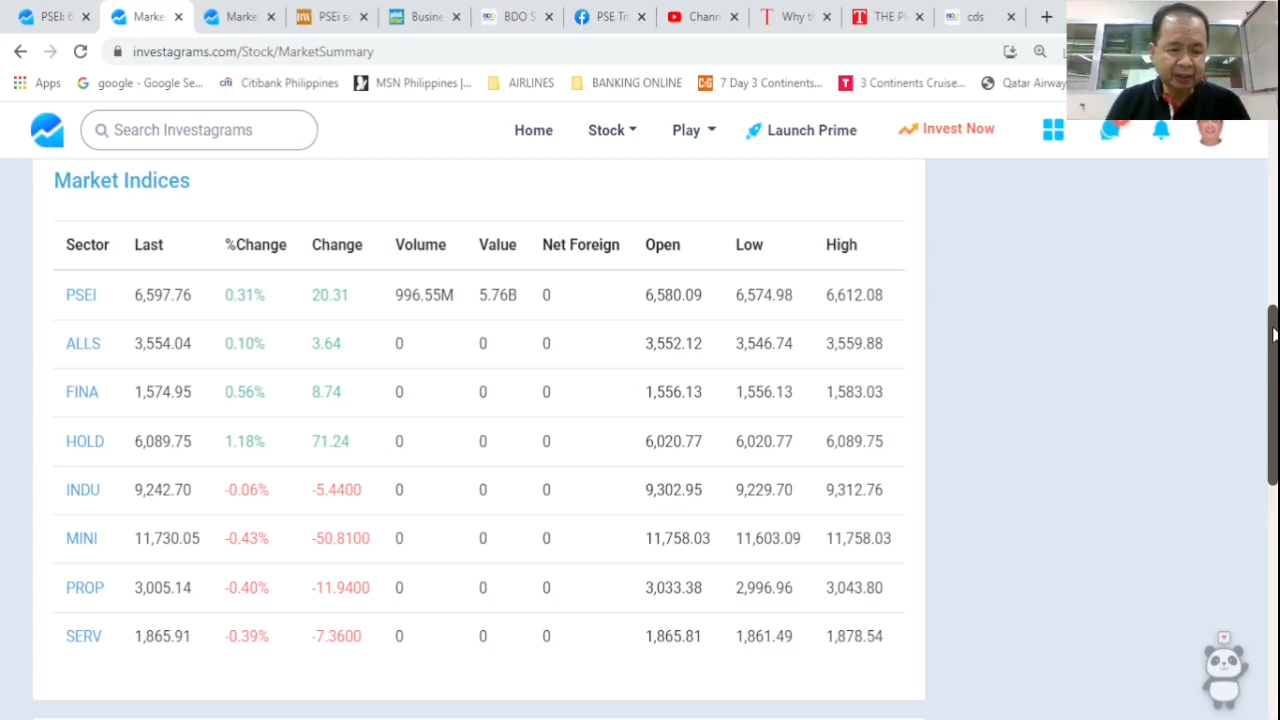 PSEI: 6
Marke
Marke
PSEi si
Busine
BDO S
PSE Tr
Chann
Why ti
THE P
cds
investagrams.com/Stock/MarketSummary
Apps
google - Google Se...
Citibank Philippines
MSN Philippines |...
AIRLINES
BANKING ONLINE
7 Day 3 Continents...
3 Continents Cruise...
Qatar Airway
Search Investagrams
Home
Stock
Play
Launch Prime
Invest Now
Market Indices
Sector Last %Change Change Volume Value Net Foreign Open Low High
PSEI 6,597.76 0.31% 20.31 996.55M 5.76B 0 6,580.09 6,574.98 6,612.08
ALLS 3,554.04 0.10% 3.64 0 0 0 3,552.12 3,546.74 3,559.88
FINA 1,574.95 0.56% 8.74 0 0 0 1,556.13 1,556.13 1,583.03
HOLD 6,089.75 1.18% 71.24 0 0 0 6,020.77 6,020.77 6,089.75
INDU 9,242.70 -0.06% -5.4400 0 0 0 9,302.95 9,229.70 9,312.76
MINI 11,730.05 -0.43% -50.8100 0 0 0 11,758.03 11,603.09 11,758.03
PROP 3,005.14 -0.40% -11.9400 0 0 0 3,033.38 2,996.96 3,043.80
SERV 1,865.91 -0.39% -7.3600 0 0 0 1,865.81 1,861.49 1,878.54